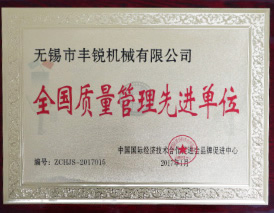 无锡市丰锐机械有限公司
全国质量管理先进单位
中国国际经济技术合作促进会品牌促进中心
编号:ZCHJS-2017015
2017年1月